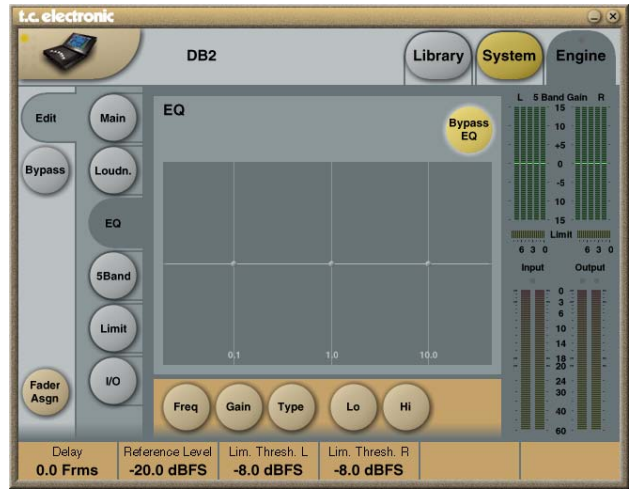 t.c. electronic
DB2
Library
System
Engine
Edit
Bypass
Fader Asgn
Main
Loudn.
EQ
5Band
Limit
I/O
EQ
Bypass EQ
0.1 1.0 10.0
Freq Gain Type Lo Hi
L 5 Band Gain R
15
10
+5
0
-5
10
15
Limit
6 3 0 6 3 0
Input Output
0
3
6
10
14
18
20
24
30
40
60
Delay
0.0 Frms
Reference Level
-20.0 dBFS
Lim. Thresh. L
-8.0 dBFS
Lim. Thresh. R
-8.0 dBFS